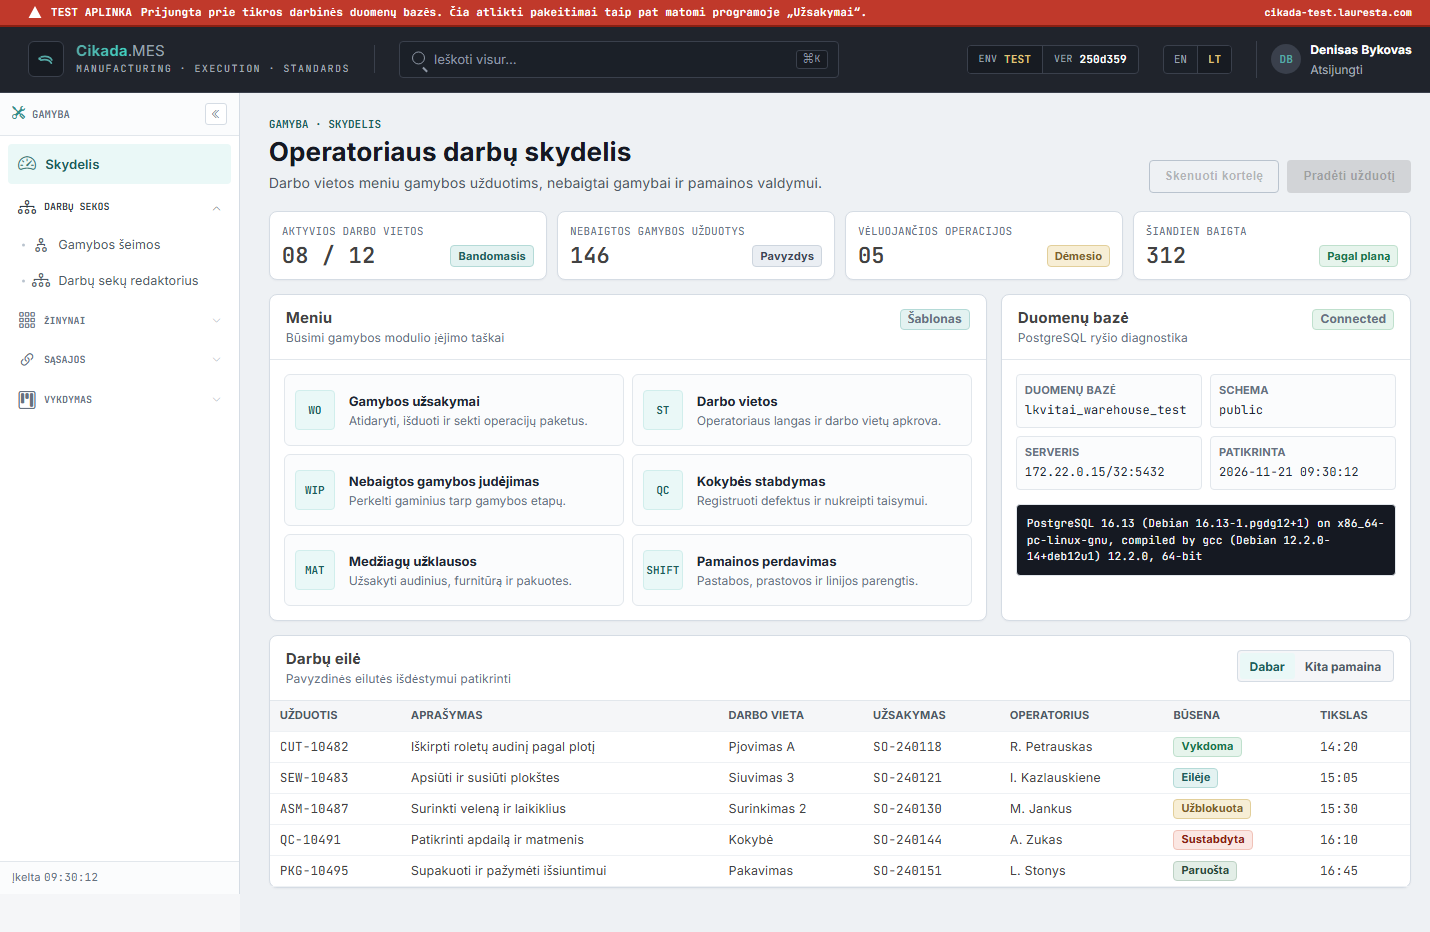 TEST APLINKA Prijungta prie tikros darbinės duomenų bazės. Čia atlikti pakeitimai taip pat matomi programoje „Užsakymai“.
cikada-test.lauresta.com
Cikada.MES
MANUFACTURING · EXECUTION · STANDARDS
Ieškoti visur...
⌘K
ENV TEST
VER 250d359
EN
LT
DB
Denisas Bykovas
Atsijungti
GAMYBA
«
Skydelis
DARBŲ SEKOS
Gamybos šeimos
Darbų sekų redaktorius
ŽINYNAI
SĄSAJOS
VYKDYMAS
Įkelta 09:30:12
GAMYBA · SKYDELIS
Operatoriaus darbų skydelis
Darbo vietos meniu gamybos užduotims, nebaigtai gamybai ir pamainos valdymui.
Skenuoti kortelę
Pradėti užduotį
AKTYVIOS DARBO VIETOS
08 / 12
Bandomasis
NEBAIGTOS GAMYBOS UŽDUOTYS
146
Pavyzdys
VĖLUOJANČIOS OPERACIJOS
05
Dėmesio
ŠIANDIEN BAIGTA
312
Pagal planą
Meniu
Būsimi gamybos modulio įėjimo taškai
Šablonas
WO
Gamybos užsakymai
Atidaryti, išduoti ir sekti operacijų paketus.
ST
Darbo vietos
Operatoriaus langas ir darbo vietų apkrova.
WIP
Nebaigtos gamybos judėjimas
Perkelti gaminius tarp gamybos etapų.
QC
Kokybės stabdymas
Registruoti defektus ir nukreipti taisymui.
MAT
Medžiagų užklausos
Užsakyti audinius, furnitūrą ir pakuotes.
SHIFT
Pamainos perdavimas
Pastabos, prastovos ir linijos parengtis.
Duomenų bazė
PostgreSQL ryšio diagnostika
Connected
DUOMENŲ BAZĖ
lkvitai_warehouse_test
SCHEMA
public
SERVERIS
172.22.0.15/32:5432
PATIKRINTA
2026-11-21 09:30:12
PostgreSQL 16.13 (Debian 16.13-1.pgdg12+1) on x86_64-
pc-linux-gnu, compiled by gcc (Debian 12.2.0-
14+deb12u1) 12.2.0, 64-bit
Darbų eilė
Pavyzdinės eilutės išdėstymui patikrinti
Dabar
Kita pamaina
UŽDUOTIS APRAŠYMAS DARBO VIETA UŽSAKYMAS OPERATORIUS BŪSENA TIKSLAS
CUT-10482 Iškirpti roletų audinį pagal plotį Pjovimas A SO-240118 R. Petrauskas Vykdoma 14:20
SEW-10483 Apsiūti ir susiūti plokštes Siuvimas 3 SO-240121 I. Kazlauskiene Eilėje 15:05
ASM-10487 Surinkti veleną ir laikiklius Surinkimas 2 SO-240130 M. Jankus Užblokuota 15:30
QC-10491 Patikrinti apdailą ir matmenis Kokybė SO-240144 A. Zukas Sustabdyta 16:10
PKG-10495 Supakuoti ir pažymėti išsiuntimui Pakavimas SO-240151 L. Stonys Paruošta 16:45